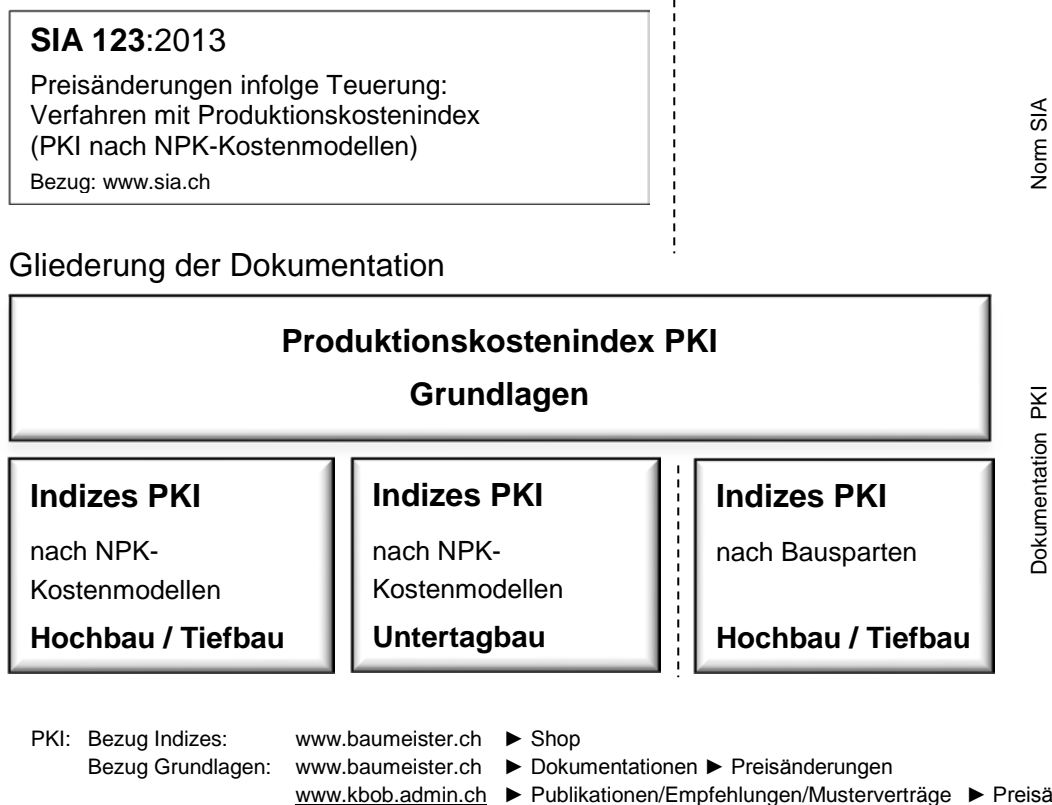 SIA 123:2013
Preisänderungen infolge Teuerung:
Verfahren mit Produktionskostenindex
(PKI nach NPK-Kostenmodellen)
Bezug: www.sia.ch
Norm SIA
Gliederung der Dokumentation
Produktionskostenindex PKI
Grundlagen
Dokumentation PKI
Indizes PKI
nach NPK-
Kostenmodellen
Hochbau / Tiefbau
Indizes PKI
nach NPK-
Kostenmodellen
Untertagbau
Indizes PKI
nach Bausparten
Hochbau / Tiefbau
PKI: Bezug Indizes: www.baumeister.ch ► Shop
Bezug Grundlagen: www.baumeister.ch ► Dokumentationen ► Preisänderungen
www.kbob.admin.ch ► Publikationen/Empfehlungen/Musterverträge ► Preisä